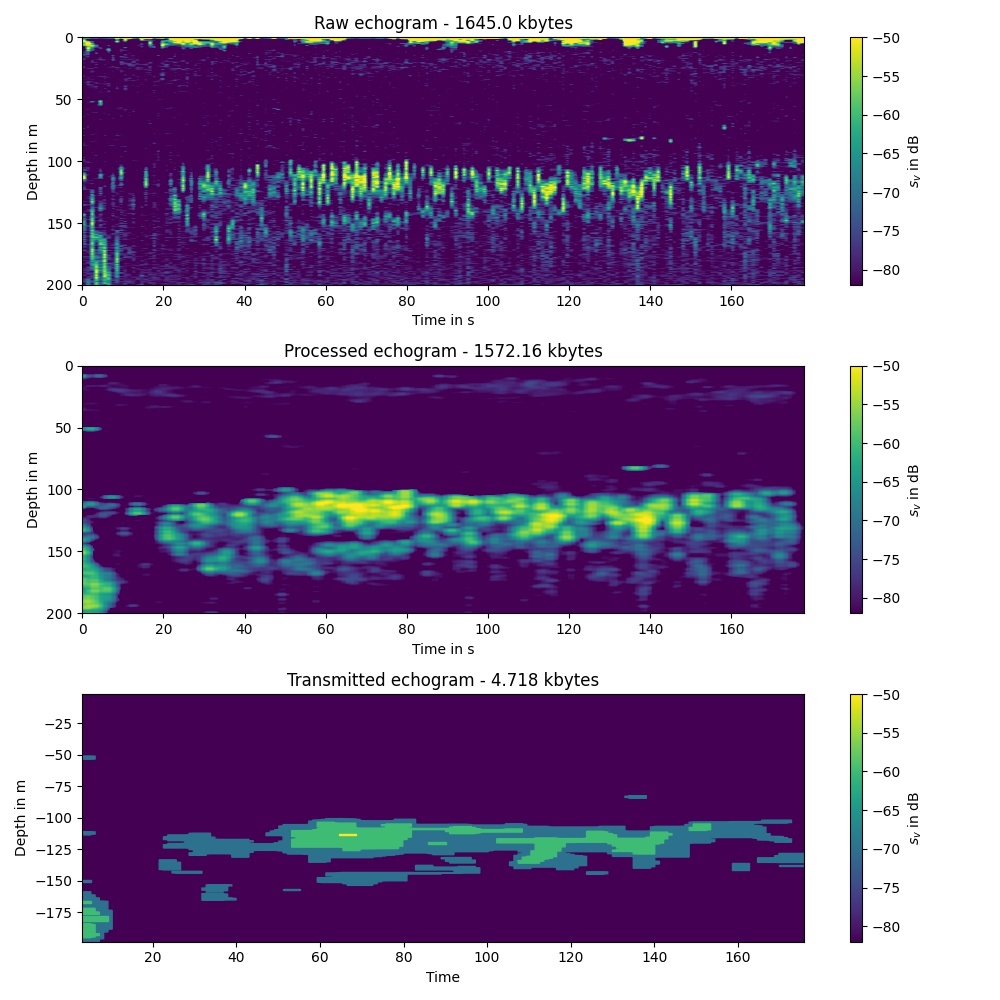 Raw echogram - 1645.0 kbytes
0
50
100
150
200
Depth in m
0 20 40 60 80 100 120 140 160
Time in s
−50
−55
−60
−65
−70
−75
−80
sv in dB
Processed echogram - 1572.16 kbytes
0
50
100
150
200
Depth in m
0 20 40 60 80 100 120 140 160
Time in s
−50
−55
−60
−65
−70
−75
−80
sv in dB
Transmitted echogram - 4.718 kbytes
−25
−50
−75
−100
−125
−150
−175
Depth in m
20 40 60 80 100 120 140 160
Time
−50
−55
−60
−65
−70
−75
−80
sv in dB